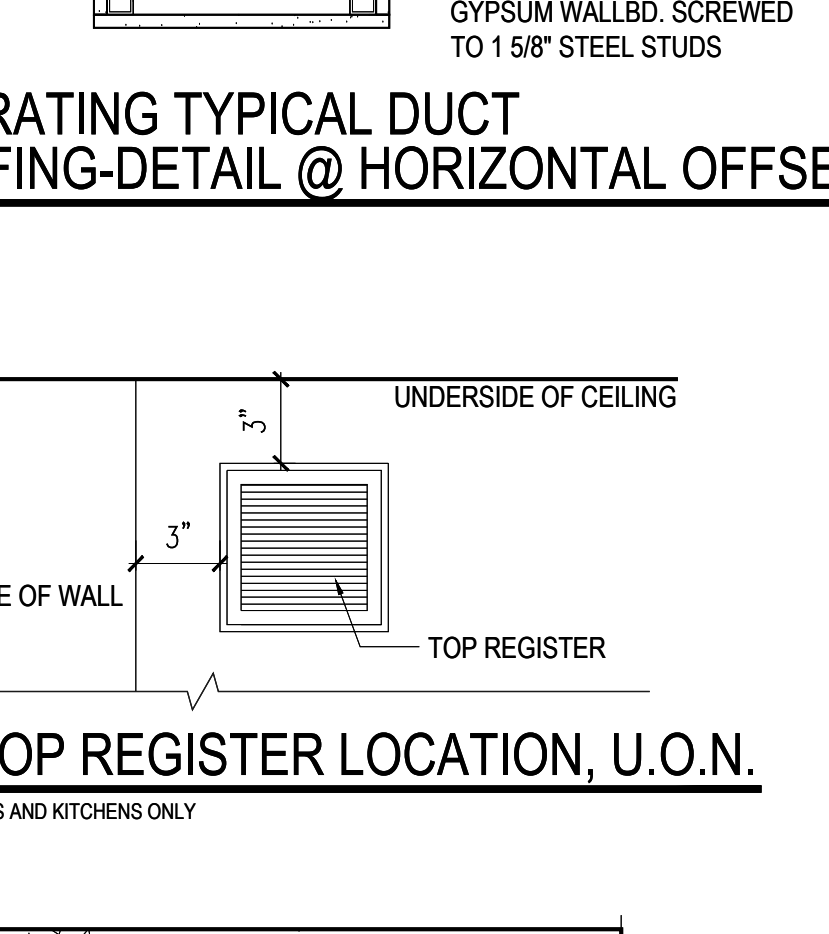 GYPSUM WALLBD. SCREWED
TO 1 5/8" STEEL STUDS
RATING TYPICAL DUCT
FING-DETAIL @ HORIZONTAL OFFSE
UNDERSIDE OF CEILING
3"
3"
E OF WALL
TOP REGISTER
OP REGISTER LOCATION, U.O.N.
S AND KITCHENS ONLY